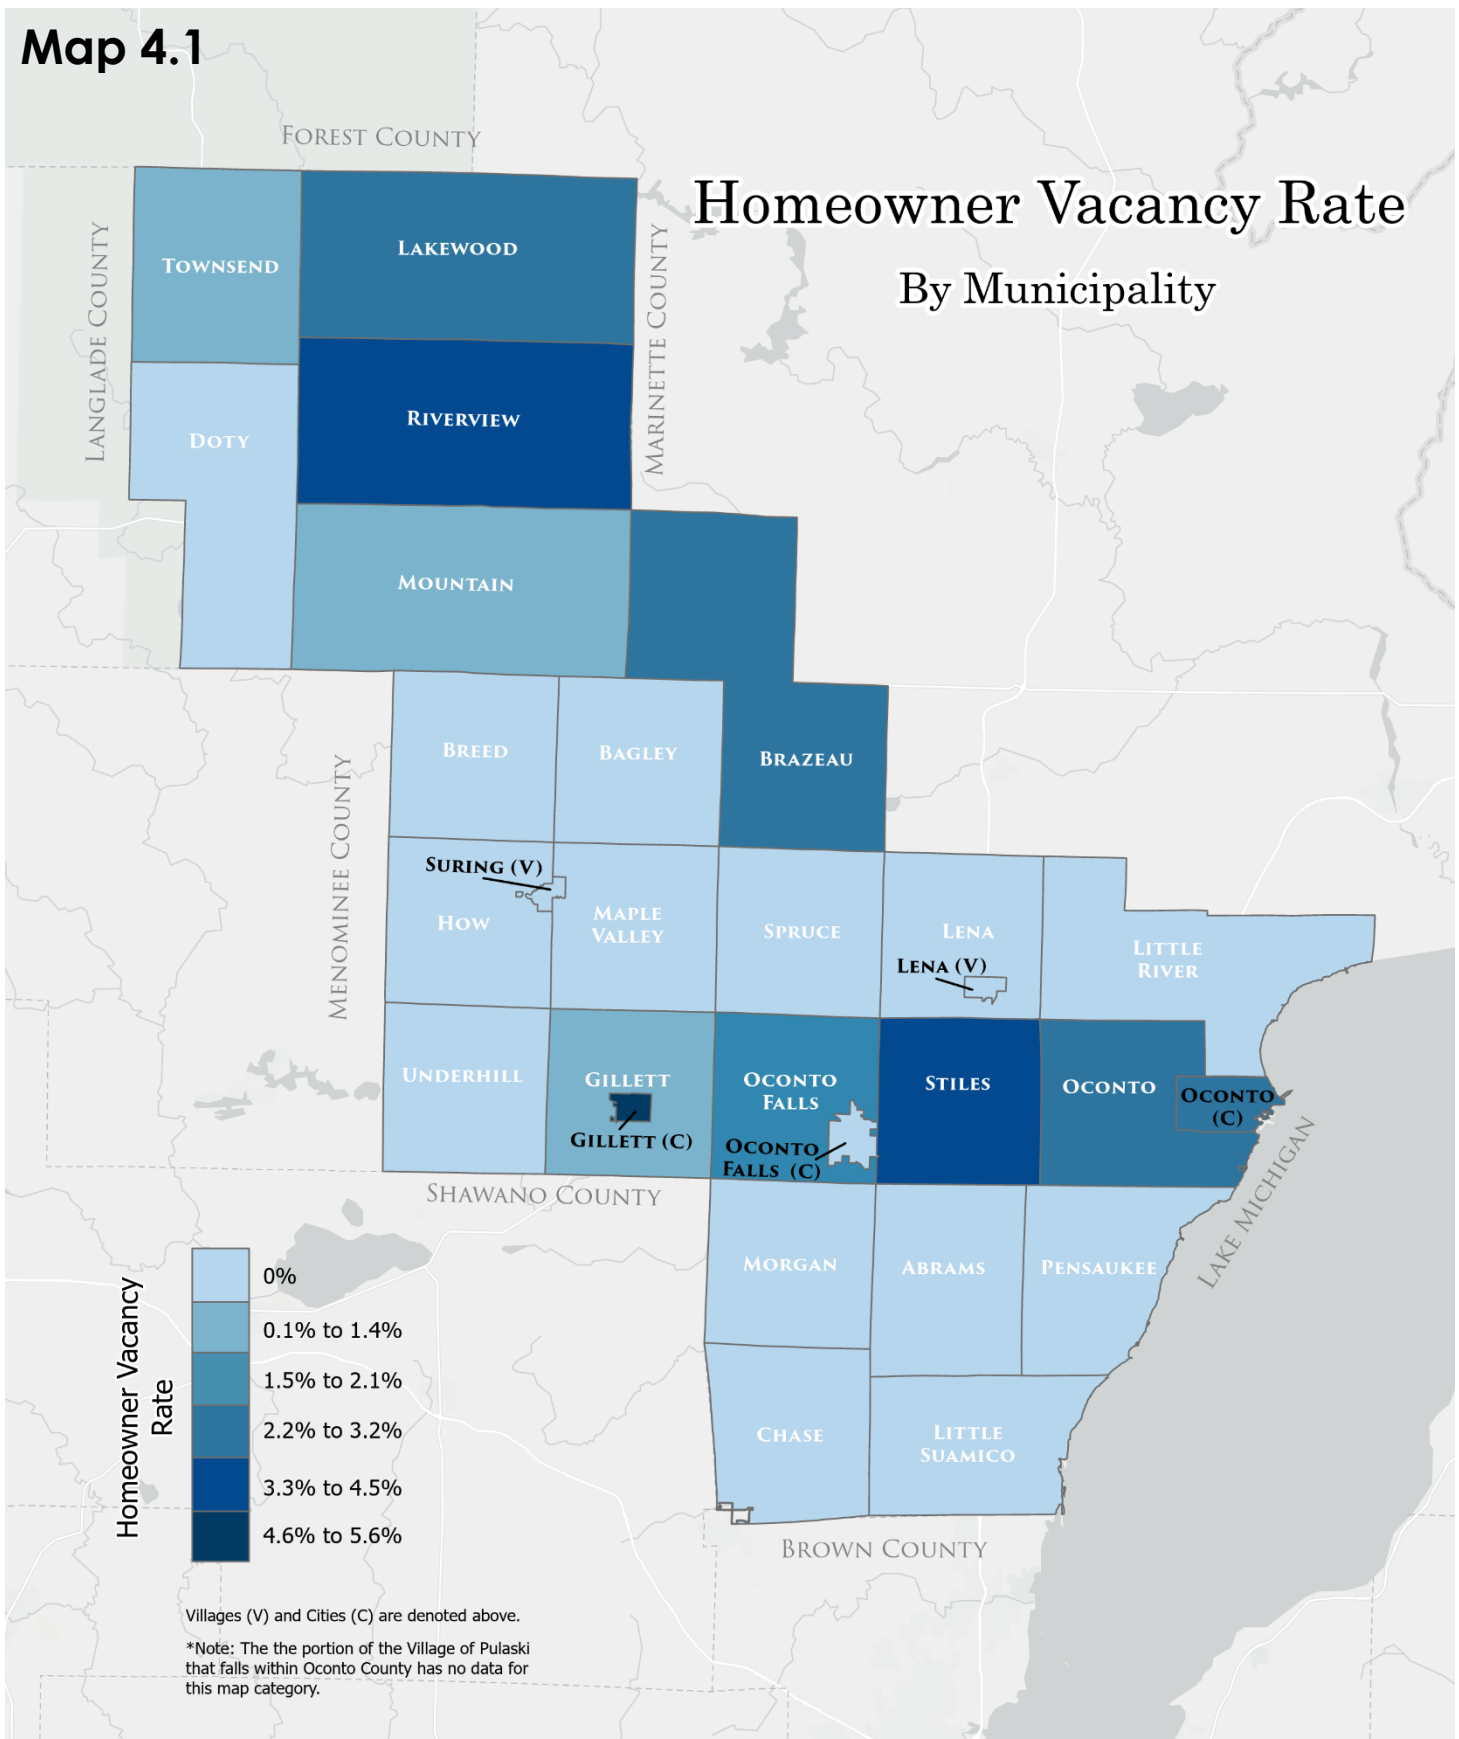 Map 4.1
FOREST COUNTY
Homeowner Vacancy Rate
By Municipality
LANGLADE COUNTY
MARINETTE COUNTY
TOWNSEND
LAKEWOOD
RIVERVIEW
DOTY
MOUNTAIN
BREED
BAGLEY
BRAZEAU
MENOMINEE COUNTY
SURING (V)
HOW
MAPLE
VALLEY
SPRUCE
LENA
LENA (V)
LITTLE
RIVER
UNDERHILL
GILLETT
GILLETT (C)
OCONTO
FALLS
OCONTO
FALLS (C)
STILES
OCONTO
OCONTO
(C)
SHAWANO COUNTY
LAKE MICHIGAN
MORGAN
ABRAMS
PENSAUKEE
CHASE
LITTLE
SUAMICO
BROWN COUNTY
Homeowner Vacancy
Rate
0%
0.1% to 1.4%
1.5% to 2.1%
2.2% to 3.2%
3.3% to 4.5%
4.6% to 5.6%
Villages (V) and Cities (C) are denoted above.
*Note: The the portion of the Village of Pulaski
that falls within Oconto County has no data for
this map category.